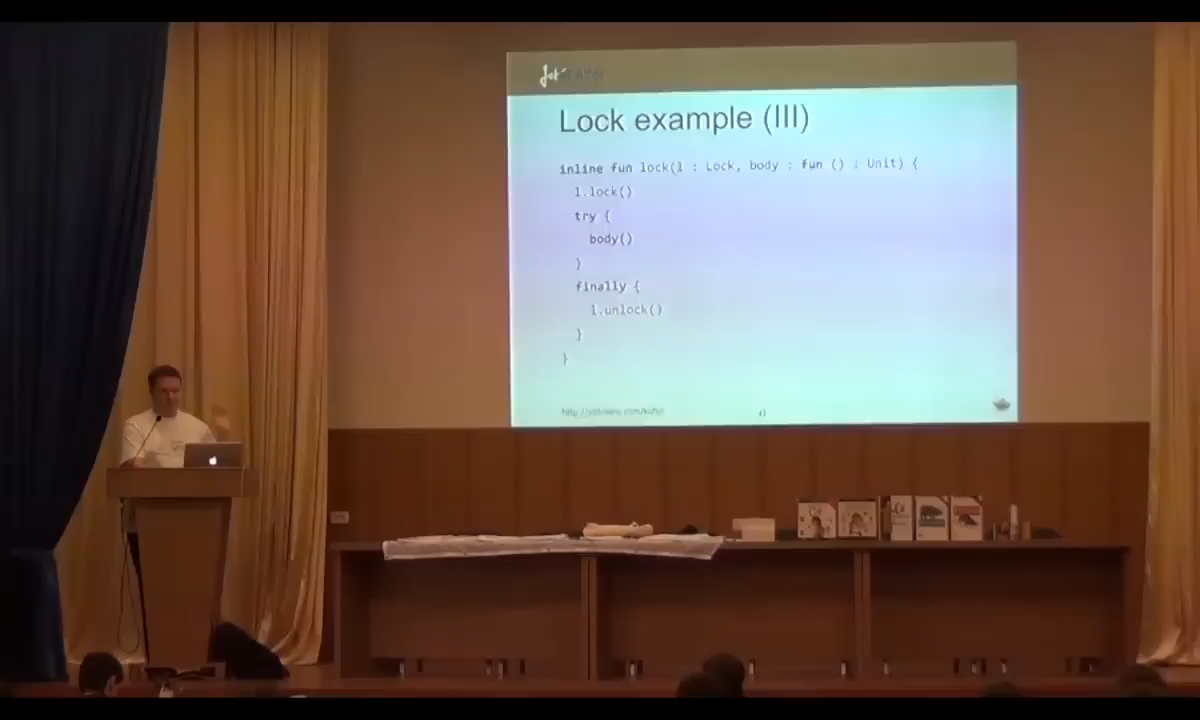 Lock example (III)
inline fun lock(l : Lock, body : fun () : Unit) {
l.lock()
try {
body()
}
finally {
l.unlock()
}
}